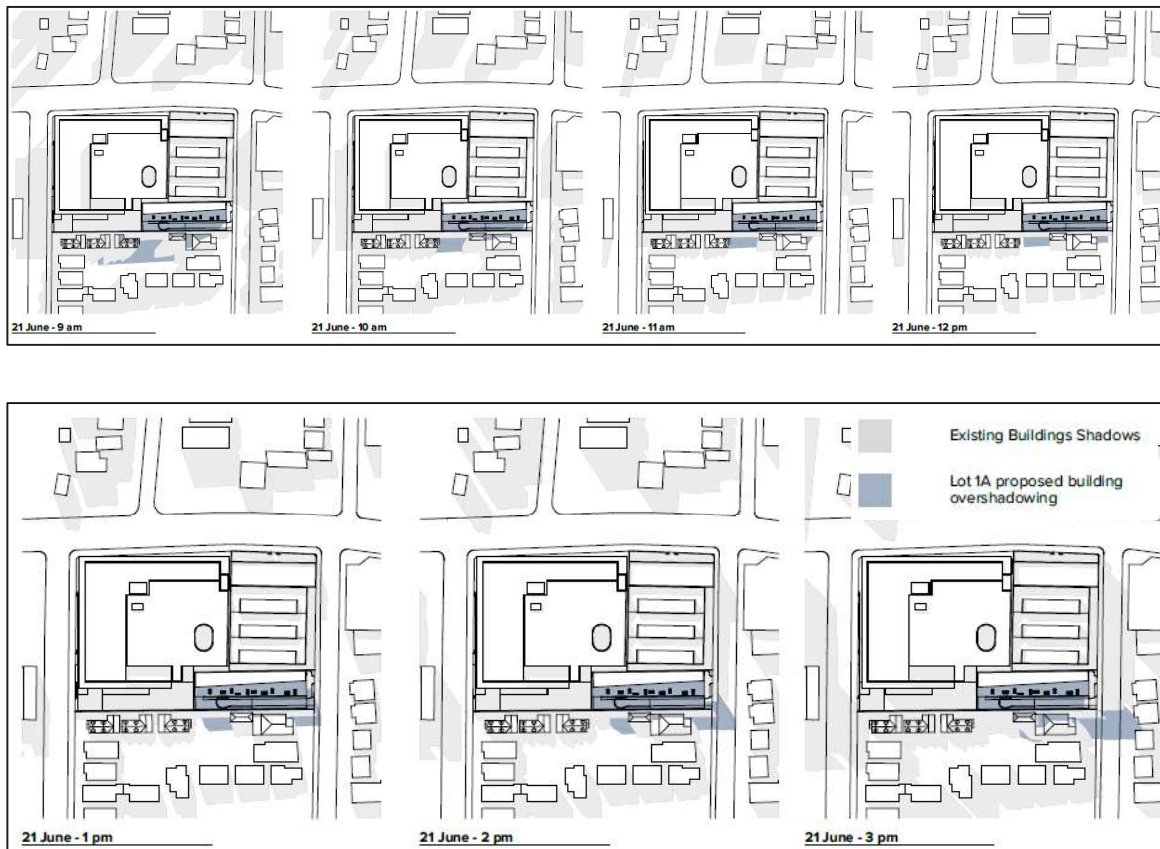 21 June - 9 am
21 June - 10 am
21 June - 11 am
21 June - 12 pm
Existing Buildings Shadows
Lot 1A proposed building
overshadowing
21 June - 1 pm
21 June - 2 pm
21 June - 3 pm